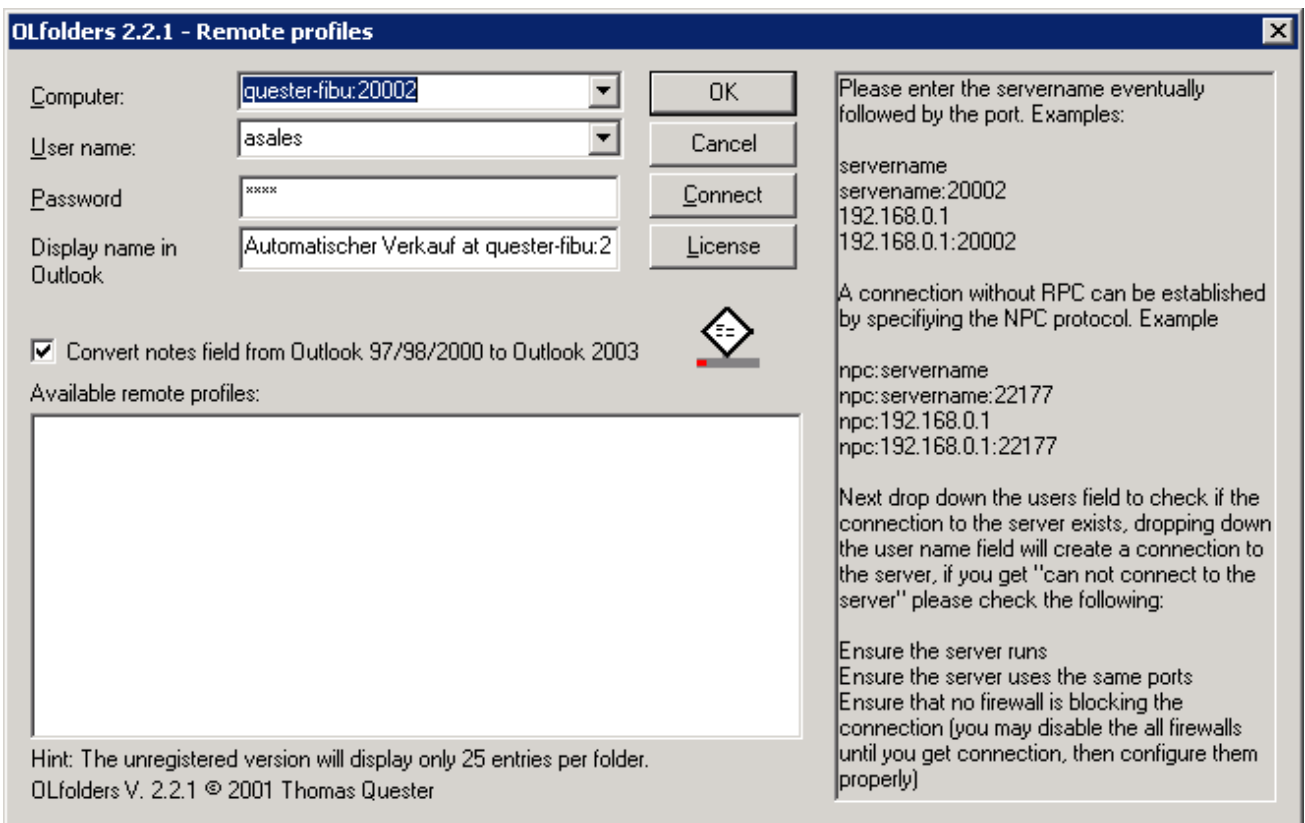 OLfolders 2.2.1 - Remote profiles
Computer:
quester-fibu:20002
OK
User name:
asales
Cancel
Password
****
Connect
Display name in
Outlook
Automatischer Verkauf at quester-fibu:2
License
Convert notes field from Outlook 97/98/2000 to Outlook 2003
Available remote profiles:
Hint: The unregistered version will display only 25 entries per folder.
OLfolders V. 2.2.1 © 2001 Thomas Quester
Please enter the servername eventually
followed by the port. Examples:
servername
servename:20002
192.168.0.1
192.168.0.1:20002
A connection without RPC can be established
by specifiying the NPC protocol. Example
npc:servername
npc:servername:22177
npc:192.168.0.1
npc:192.168.0.1:22177
Next drop down the users field to check if the
connection to the server exists, dropping down
the user name field will create a connection to
the server, if you get "can not connect to the
server" please check the following:
Ensure the server runs
Ensure the server uses the same ports
Ensure that no firewall is blocking the
connection (you may disable the all firewalls
until you get connection, then configure them
properly)